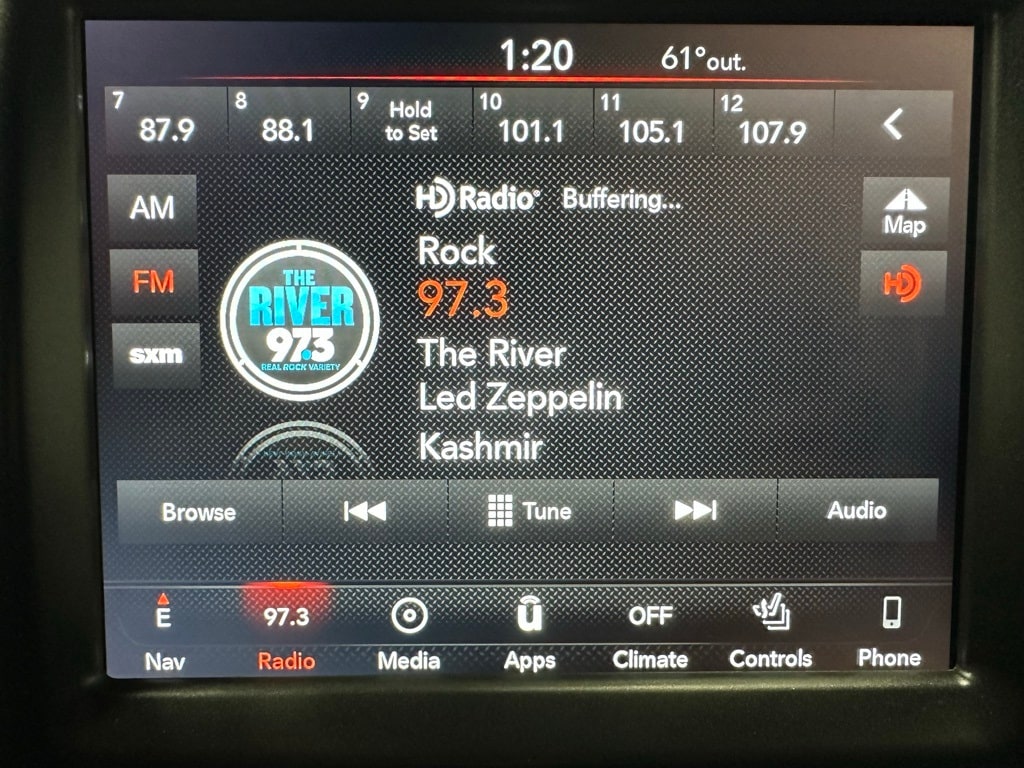 1:20 61° out.
7 8 9 Hold to Set 10 11 12
87.9 88.1 101.1 105.1 107.9
AM
HD Radio® Buffering...
Map
Rock
FM
97.3
HD
THE
RIVER
97.3
REAL ROCK VARIETY
sxm
The River
Led Zeppelin
Kashmir
Browse Tune Audio
E 97.3 OFF
Nav Radio Media Apps Climate Controls Phone